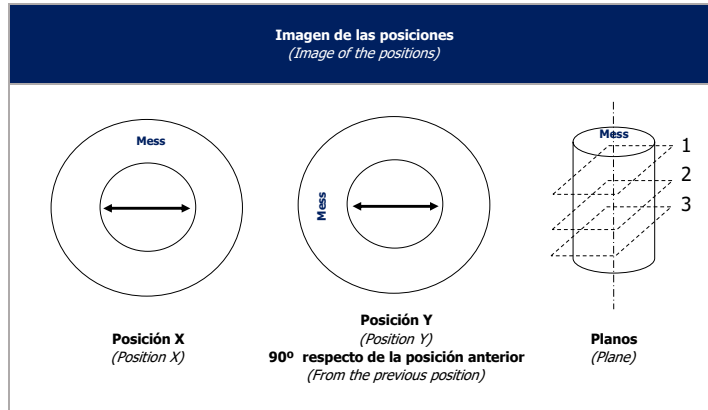 Imagen de las posiciones
(Image of the positions)
Mess
Mess
Mess
1
2
3
Posición X
(Position X)
Posición Y
(Position Y)
90º respecto de la posición anterior
(From the previous position)
Planos
(Plane)